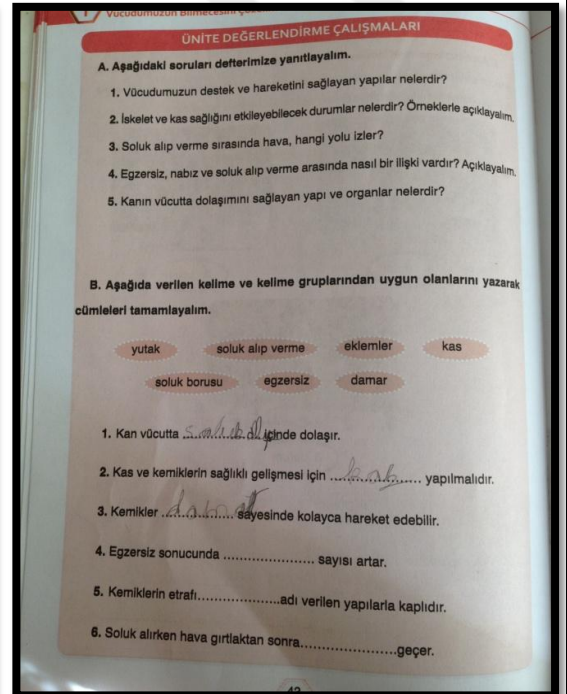 1
Vücudumuzun Bilmecesini
ÜNİTE DEĞERLENDİRME ÇALIŞMALARI
A. Aşağıdaki soruları defterimize yanıtlayalım.
1. Vücudumuzun destek ve hareketini sağlayan yapılar nelerdir?
2. İskelet ve kas sağlığını etkileyebilecek durumlar nelerdir? Örneklerle açıklayalım.
3. Soluk alıp verme sırasında hava, hangi yolu izler?
4. Egzersiz, nabız ve soluk alıp verme arasında nasıl bir ilişki vardır? Açıklayalım.
5. Kanın vücutta dolaşımını sağlayan yapı ve organlar nelerdir?
B. Aşağıda verilen kelime ve kelime gruplarından uygun olanlarını yazarak
cümleleri tamamlayalım.
yutak soluk alıp verme eklemler kas
soluk borusu egzersiz damar
1. Kan vücutta ............ içinde dolaşır.
2. Kas ve kemiklerin sağlıklı gelişmesi için ............ yapılmalıdır.
3. Kemikler damar sayesinde kolayca hareket edebilir.
4. Egzersiz sonucunda ...................... sayısı artar.
5. Kemiklerin etrafı....................adı verilen yapılarla kaplıdır.
6. Soluk alırken hava gırtlaktan sonra.......................geçer.
42